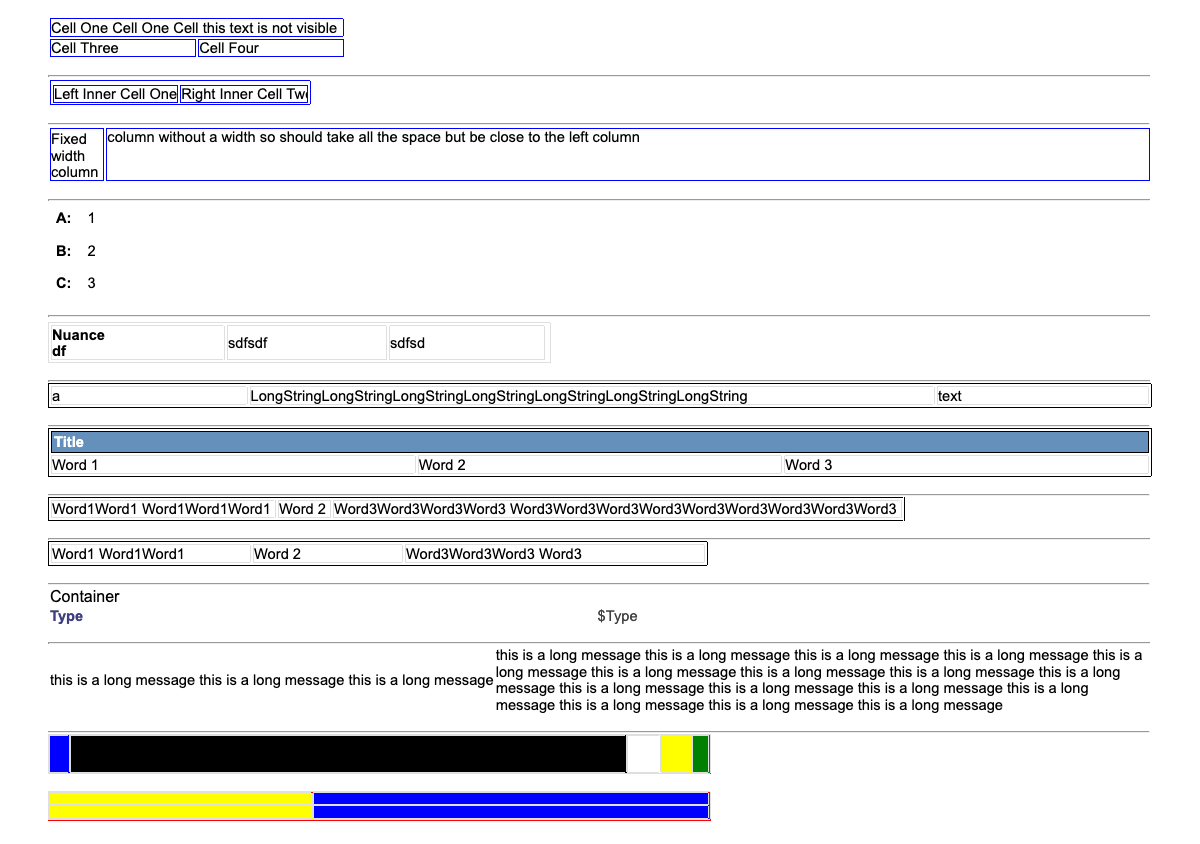 Cell One Cell One Cell this text is not visible
Cell Three Cell Four
Left Inner Cell One Right Inner Cell Two
Fixed width column column without a width so should take all the space but be close to the left column
A: 1
B: 2
C: 3
Nuance df sdfsdf sdfsd
a LongStringLongStringLongStringLongStringLongStringLongStringLongString text
Title
Word 1 Word 2 Word 3
Word1Word1 Word1Word1Word1 Word 2 Word3Word3Word3Word3 Word3Word3Word3Word3Word3Word3Word3Word3Word3
Word1 Word1Word1 Word 2 Word3Word3Word3 Word3
Container
Type $Type
this is a long message this is a long message this is a long message
this is a long message this is a long message this is a long message this is a long message this is a
long message this is a long message this is a long message this is a long message this is a long
message this is a long message this is a long message this is a long message this is a long
message this is a long message this is a long message this is a long message